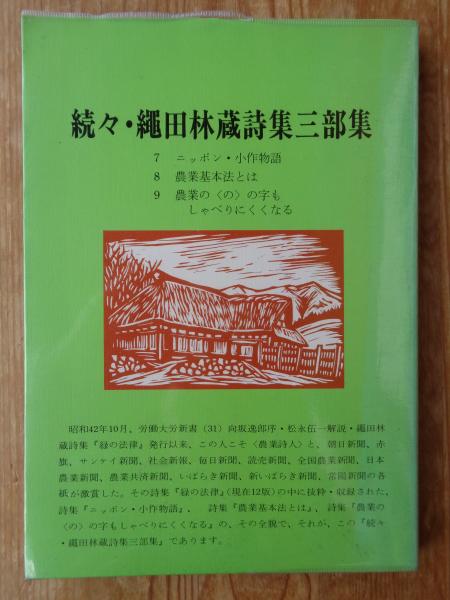 続々・繩田林蔵詩集三部集
7 ニッポン・小作物語
8 農業基本法とは
9 農業の〈の〉の字も
しゃべりにくくなる
昭和42年10月、労働大労新書(31)向坂逸郎序・松永伍一解説・繩田林
蔵詩集『緑の法律』発行以来、この人こそ〈農業詩人〉と、朝日新聞、赤
旗、サンケイ新聞、社会新報、毎日新聞、読売新聞、全国農業新聞、日本
農業新聞、農業共済新聞、いばらき新聞、新いばらき新聞、常陽新聞の各
紙が激賞した。その詩集『緑の法律』(現在12版)の中に抜粋・収録された、
詩集『ニッポン・小作物語』、 詩集『農業基本法とは』、詩集『農業の
〈の〉の字もしゃべりにくくなる』の、その全貌で、それが、この『続々
・繩田林蔵詩集三部集』であります。